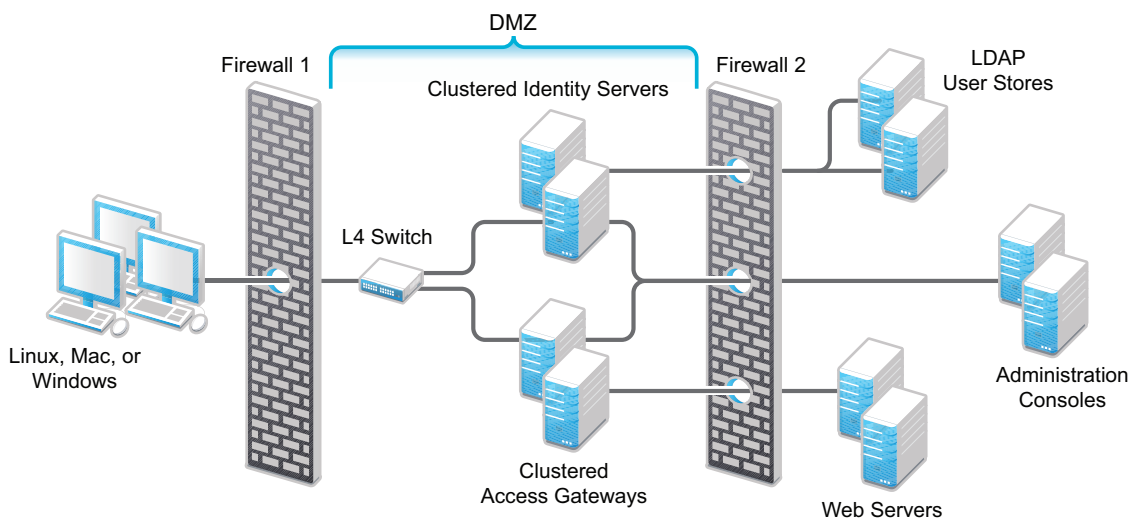 DMZ
Firewall 1
Firewall 2
LDAP
User Stores
Clustered Identity Servers
L4 Switch
Linux, Mac, or
Windows
Administration
Consoles
Clustered
Access Gateways
Web Servers